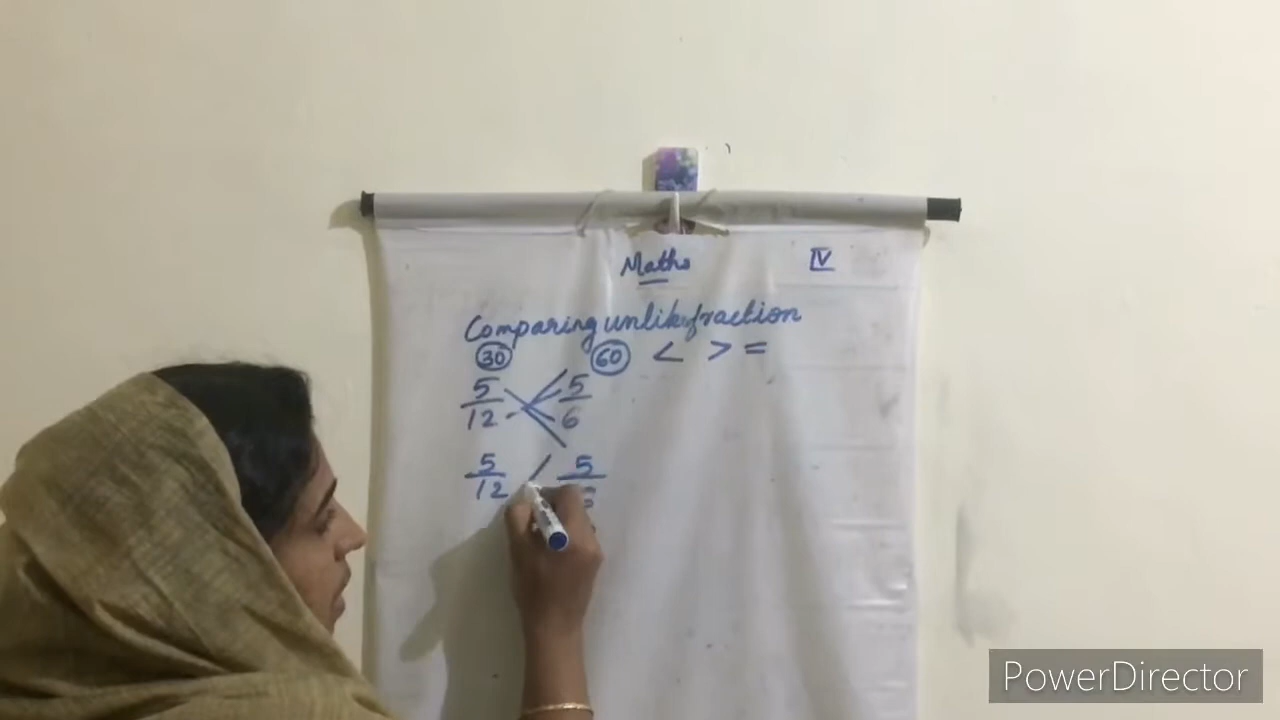 Maths IV
Comparing unlike fraction
30 60 < > =
5/12 5/6
5/12 5
PowerDirector